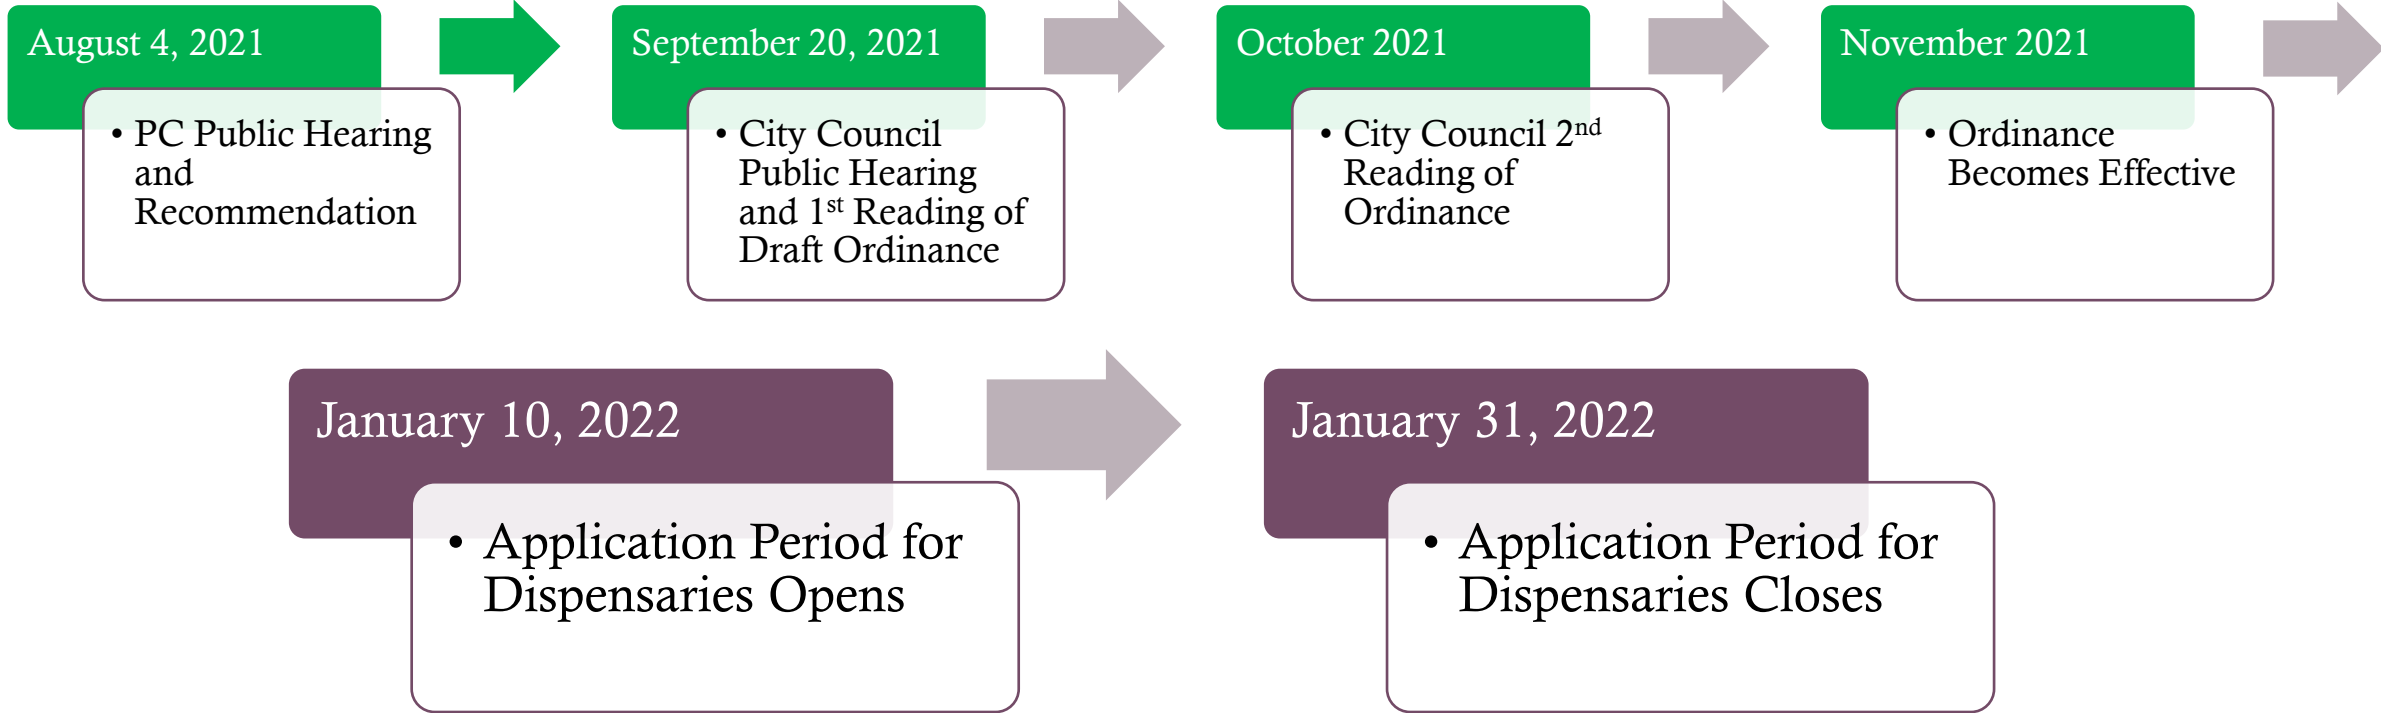 August 4, 2021
• PC Public Hearing
and
Recommendation
September 20, 2021
• City Council
Public Hearing
and 1st Reading of
Draft Ordinance
October 2021
• City Council 2nd
Reading of
Ordinance
November 2021
• Ordinance
Becomes Effective
January 10, 2022
• Application Period for
Dispensaries Opens
January 31, 2022
• Application Period for
Dispensaries Closes